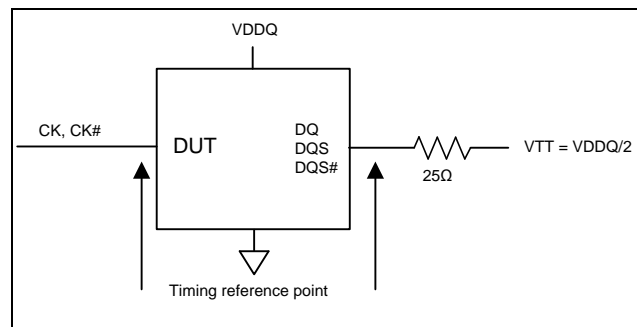 VDDQ
CK, CK#
DUT
DQ
DQS
DQS#
25Ω
VTT = VDDQ/2
Timing reference point